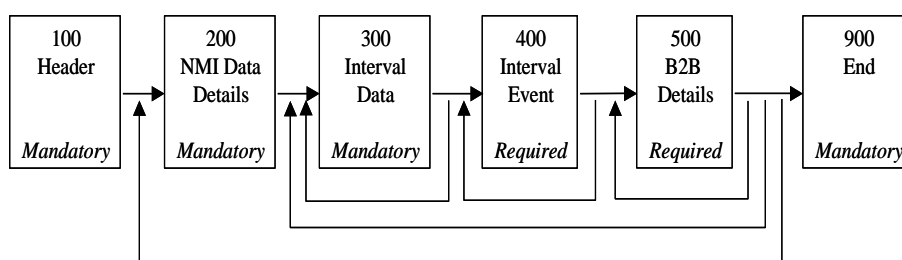 100
Header
Mandatory
200
NMI Data
Details
Mandatory
300
Interval
Data
Mandatory
400
Interval
Event
Required
500
B2B
Details
Required
900
End
Mandatory